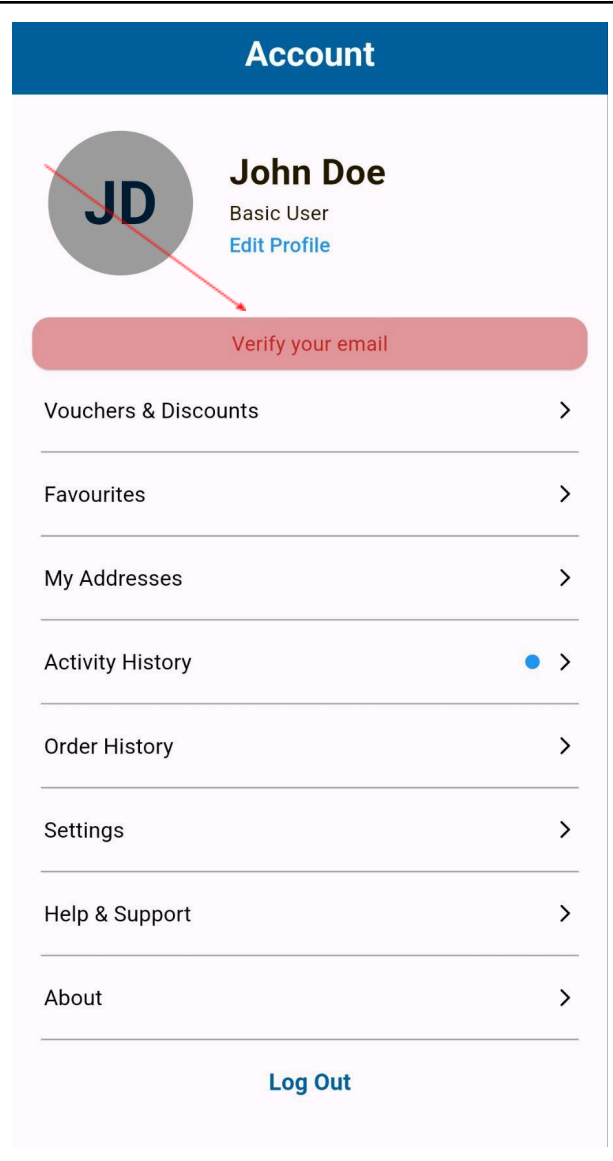 Account
JD
John Doe
Basic User
Edit Profile
Verify your email
Vouchers & Discounts
Favourites
My Addresses
Activity History
Order History
Settings
Help & Support
About
Log Out